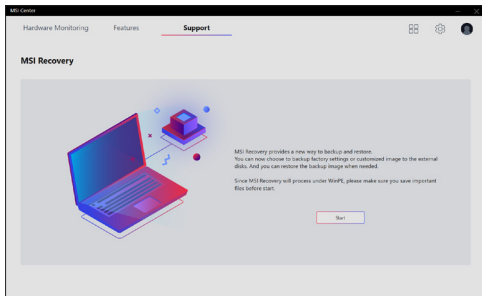 MSI Center
Hardware Monitoring Features Support
MSI Recovery
MSI Recovery provides a new way to backup and restore.
You can now choose to backup factory settings or customized image to the external
disks. And you can restore the backup image when needed.
Since MSI Recovery will process under WinPE, please make sure you save important
files before start.
Start